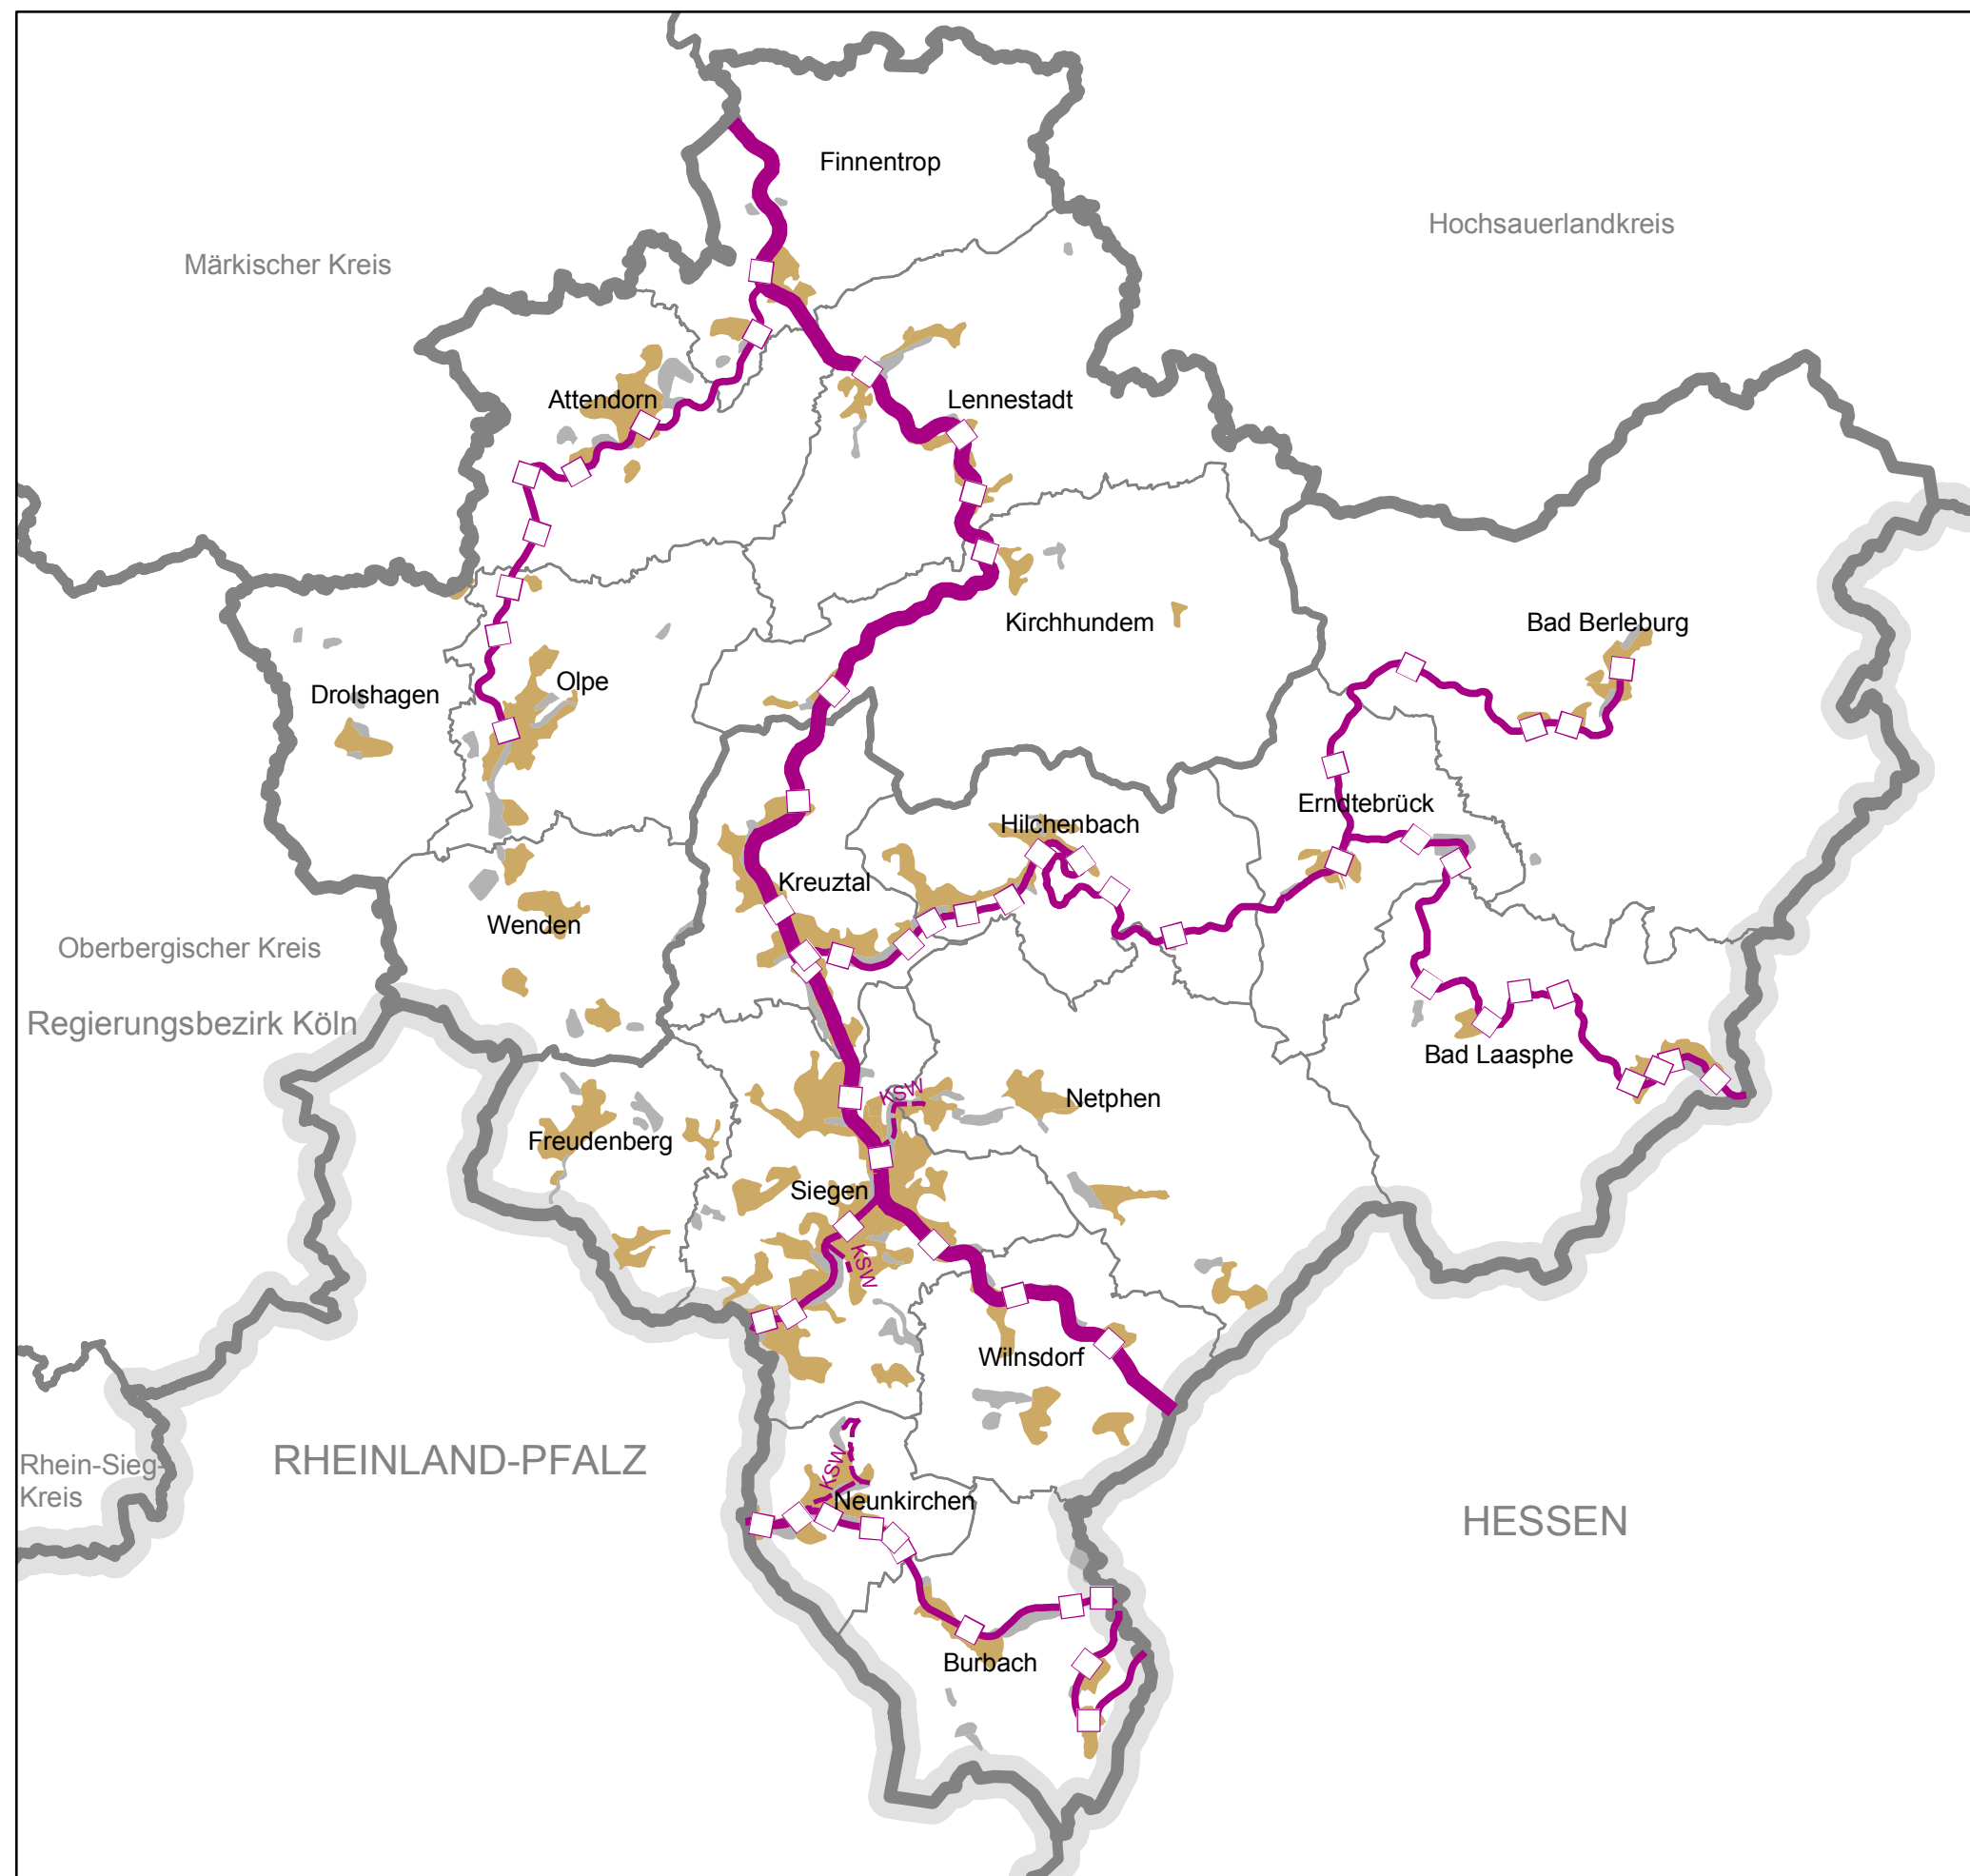 Finnentrop
Hochsauerlandkreis
Märkischer Kreis
Attendorn
Lennestadt
Kirchhundem
Bad Berleburg
Olpe
Drolshagen
Erndtebrück
Hilchenbach
Kreuztal
Wenden
Oberbergischer Kreis
Regierungsbezirk Köln
Bad Laasphe
KSW
Netphen
Freudenberg
Siegen
KSW
Wilnsdorf
RHEINLAND-PFALZ
Rhein-Sieg-
Kreis
KSW
Neunkirchen
HESSEN
Burbach